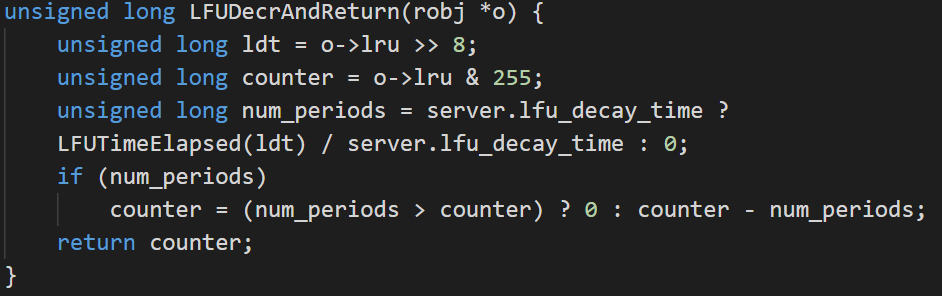 unsigned long LFUDecrAndReturn(robj *o) {
    unsigned long ldt = o->lru >> 8;
    unsigned long counter = o->lru & 255;
    unsigned long num_periods = server.lfu_decay_time ?
    LFUTimeElapsed(ldt) / server.lfu_decay_time : 0;
    if (num_periods)
        counter = (num_periods > counter) ? 0 : counter - num_periods;
    return counter;
}